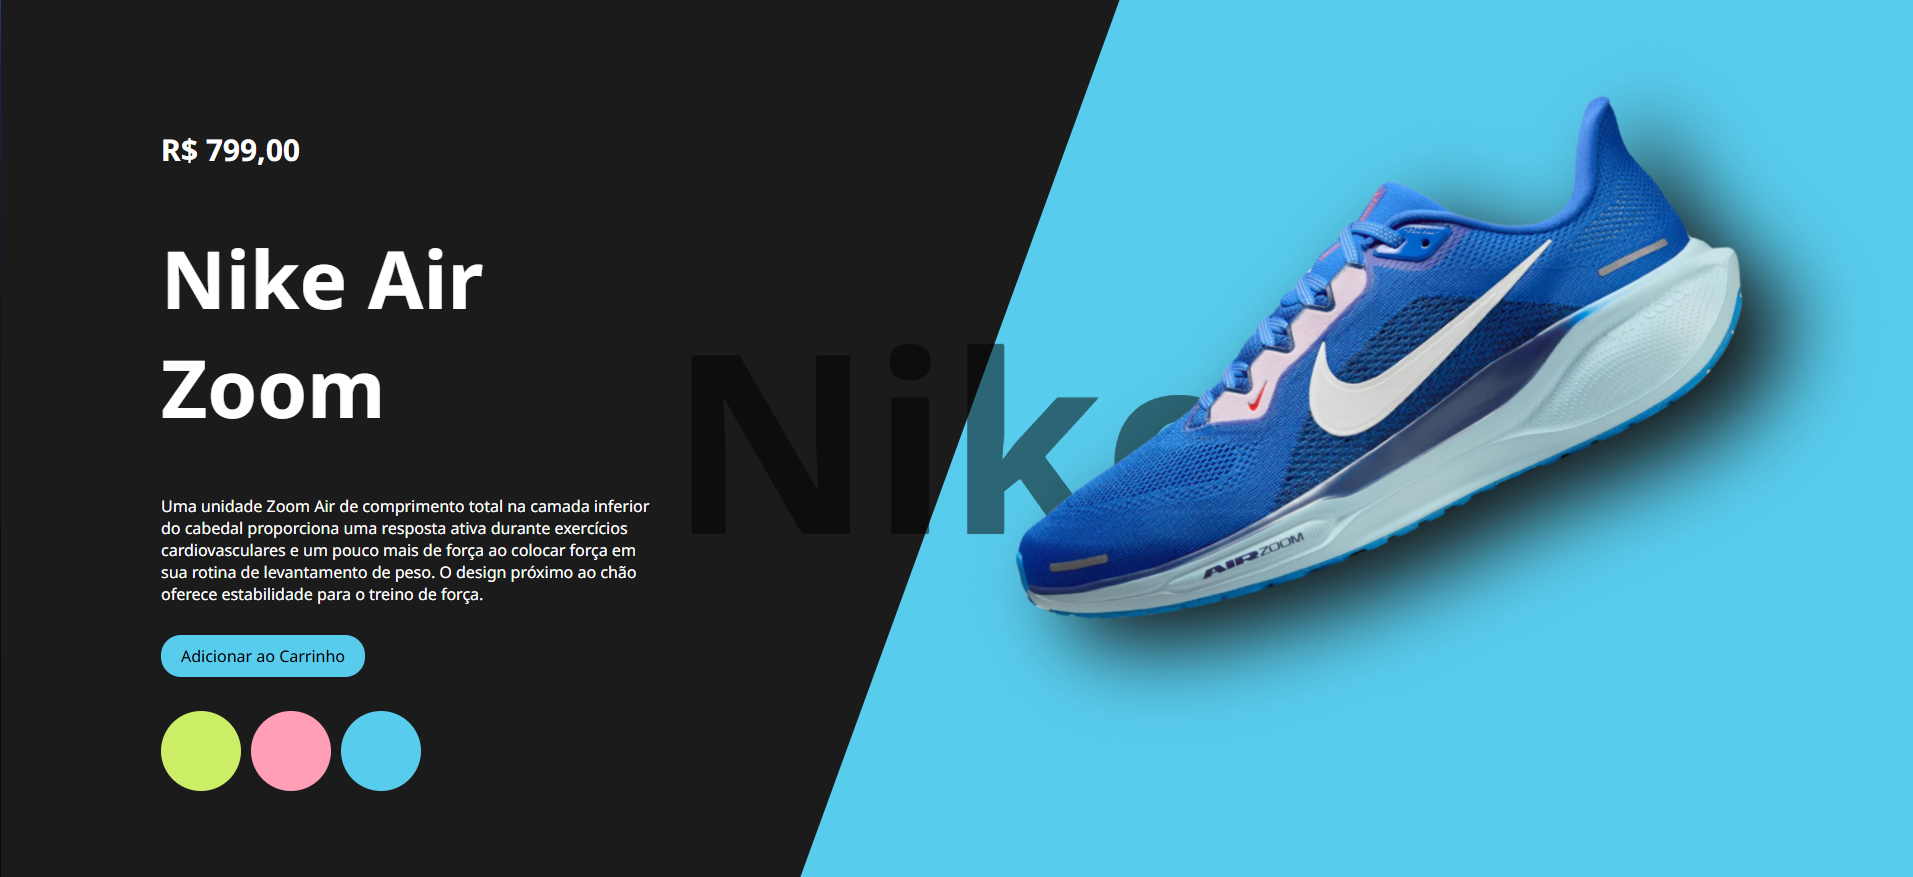 R$ 799,00
Nike Air
Zoom
Uma unidade Zoom Air de comprimento total na camada inferior
do cabedal proporciona uma resposta ativa durante exercícios
cardiovasculares e um pouco mais de força ao colocar força em
sua rotina de levantamento de peso. O design próximo ao chão
oferece estabilidade para o treino de força.
Adicionar ao Carrinho
Nike
AIR ZOOM